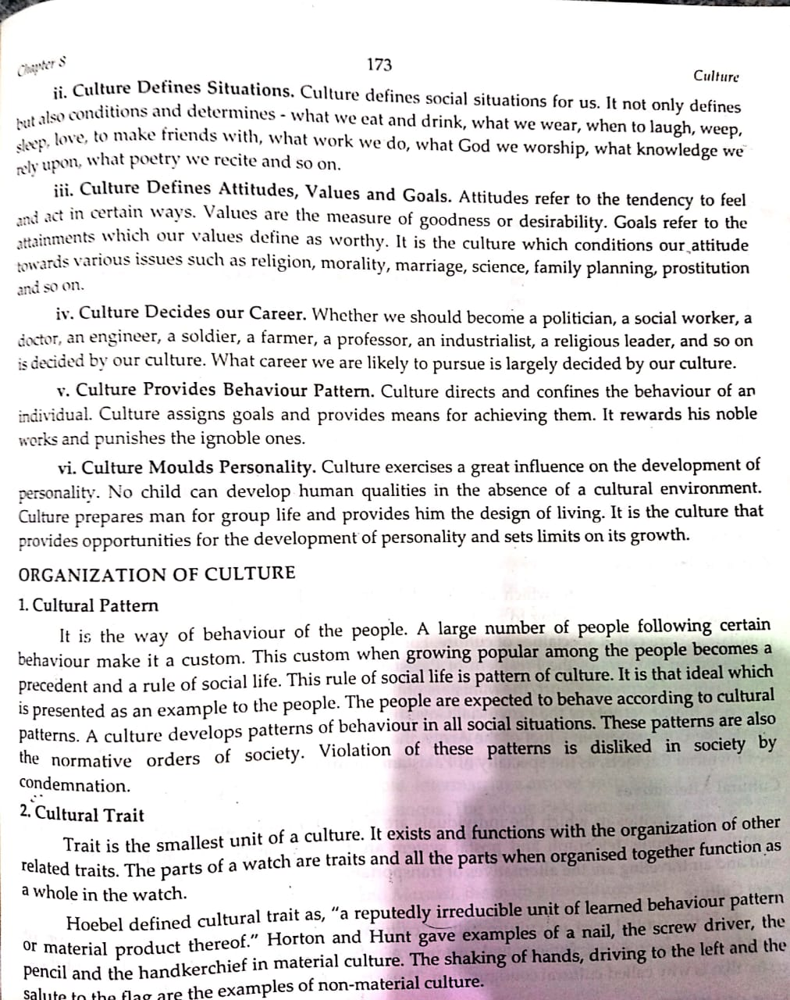 Chapter 8
173
Culture
ii. Culture Defines Situations. Culture defines social situations for us. It not only defines
but also conditions and determines - what we eat and drink, what we wear, when to laugh, weep,
sleep, love, to make friends with, what work we do, what God we worship, what knowledge we
rely upon, what poetry we recite and so on.
iii. Culture Defines Attitudes, Values and Goals. Attitudes refer to the tendency to feel
and act in certain ways. Values are the measure of goodness or desirability. Goals refer to the
attainments which our values define as worthy. It is the culture which conditions our attitude
towards various issues such as religion, morality, marriage, science, family planning, prostitution
and so on.
iv. Culture Decides our Career. Whether we should become a politician, a social worker, a
doctor, an engineer, a soldier, a farmer, a professor, an industrialist, a religious leader, and so on
is decided by our culture. What career we are likely to pursue is largely decided by our culture.
v. Culture Provides Behaviour Pattern. Culture directs and confines the behaviour of an
individual. Culture assigns goals and provides means for achieving them. It rewards his noble
works and punishes the ignoble ones.
vi. Culture Moulds Personality. Culture exercises a great influence on the development of
personality. No child can develop human qualities in the absence of a cultural environment.
Culture prepares man for group life and provides him the design of living. It is the culture that
provides opportunities for the development of personality and sets limits on its growth.
ORGANIZATION OF CULTURE
1. Cultural Pattern
It is the way of behaviour of the people. A large number of people following certain
behaviour make it a custom. This custom when growing popular among the people becomes a
precedent and a rule of social life. This rule of social life is pattern of culture. It is that ideal which
is presented as an example to the people. The people are expected to behave according to cultural
patterns. A culture develops patterns of behaviour in all social situations. These patterns are also
the normative orders of society. Violation of these patterns is disliked in society by
condemnation.
2. Cultural Trait
Trait is the smallest unit of a culture. It exists and functions with the organization of other
related traits. The parts of a watch are traits and all the parts when organised together function as
a whole in the watch.
Hoebel defined cultural trait as, "a reputedly irreducible unit of learned behaviour pattern
or material product thereof." Horton and Hunt gave examples of a nail, the screw driver, the
pencil and the handkerchief in material culture. The shaking of hands, driving to the left and the
salute to the flag are the examples of non-material culture.